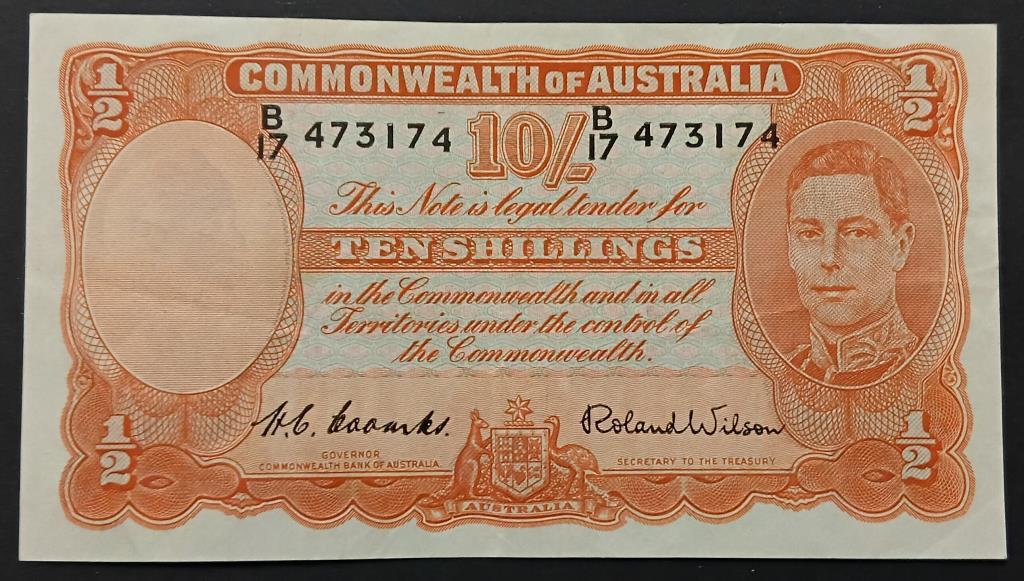 COMMONWEALTH OF AUSTRALIA
1/2
1/2
B/17 473174
10/-
B/17 473174
This Note is legal tender for
TEN SHILLINGS
in the Commonwealth and in all
Territories under the control of
the Commonwealth.
H.C. Coombs.
Roland Wilson
GOVERNOR
COMMONWEALTH BANK OF AUSTRALIA.
SECRETARY TO THE TREASURY
1/2
1/2
AUSTRALIA